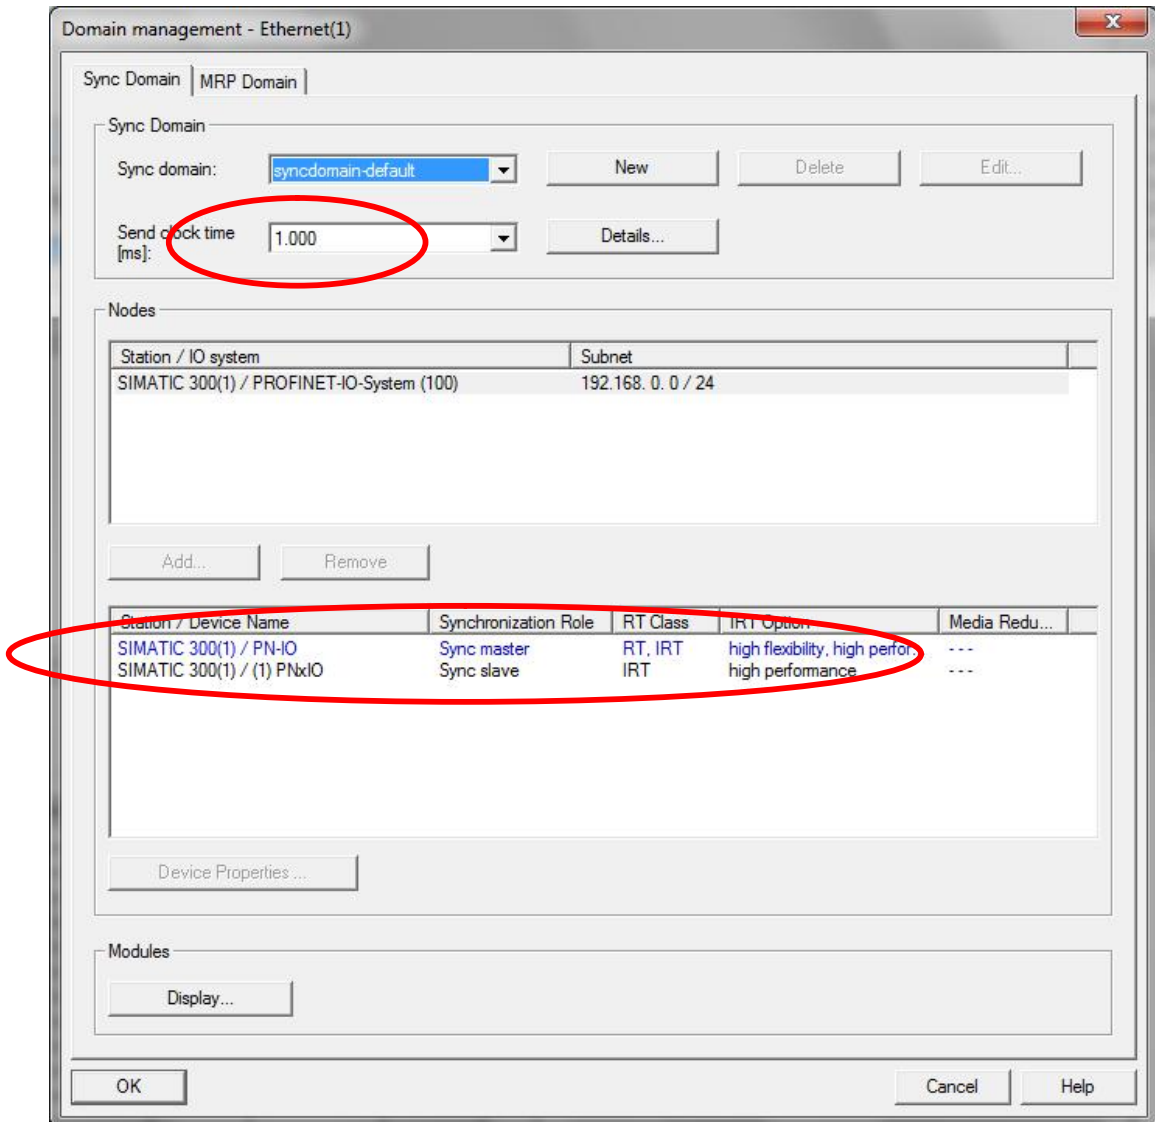 Domain management - Ethernet(1)
X
Sync Domain MRP Domain
Sync Domain
Sync domain: syncdomain-default New Delete Edit...
Send clock time [ms]: 1.000 Details...
Nodes
Station / IO system Subnet
SIMATIC 300(1) / PROFINET-IO-System (100) 192.168. 0. 0 / 24
Add... Remove
Station / Device Name Synchronization Role RT Class IRT Option Media Redu...
SIMATIC 300(1) / PN-IO Sync master RT, IRT high flexibility, high perfor... ---
SIMATIC 300(1) / (1) PNxIO Sync slave IRT high performance ---
Device Properties ...
Modules
Display...
OK Cancel Help